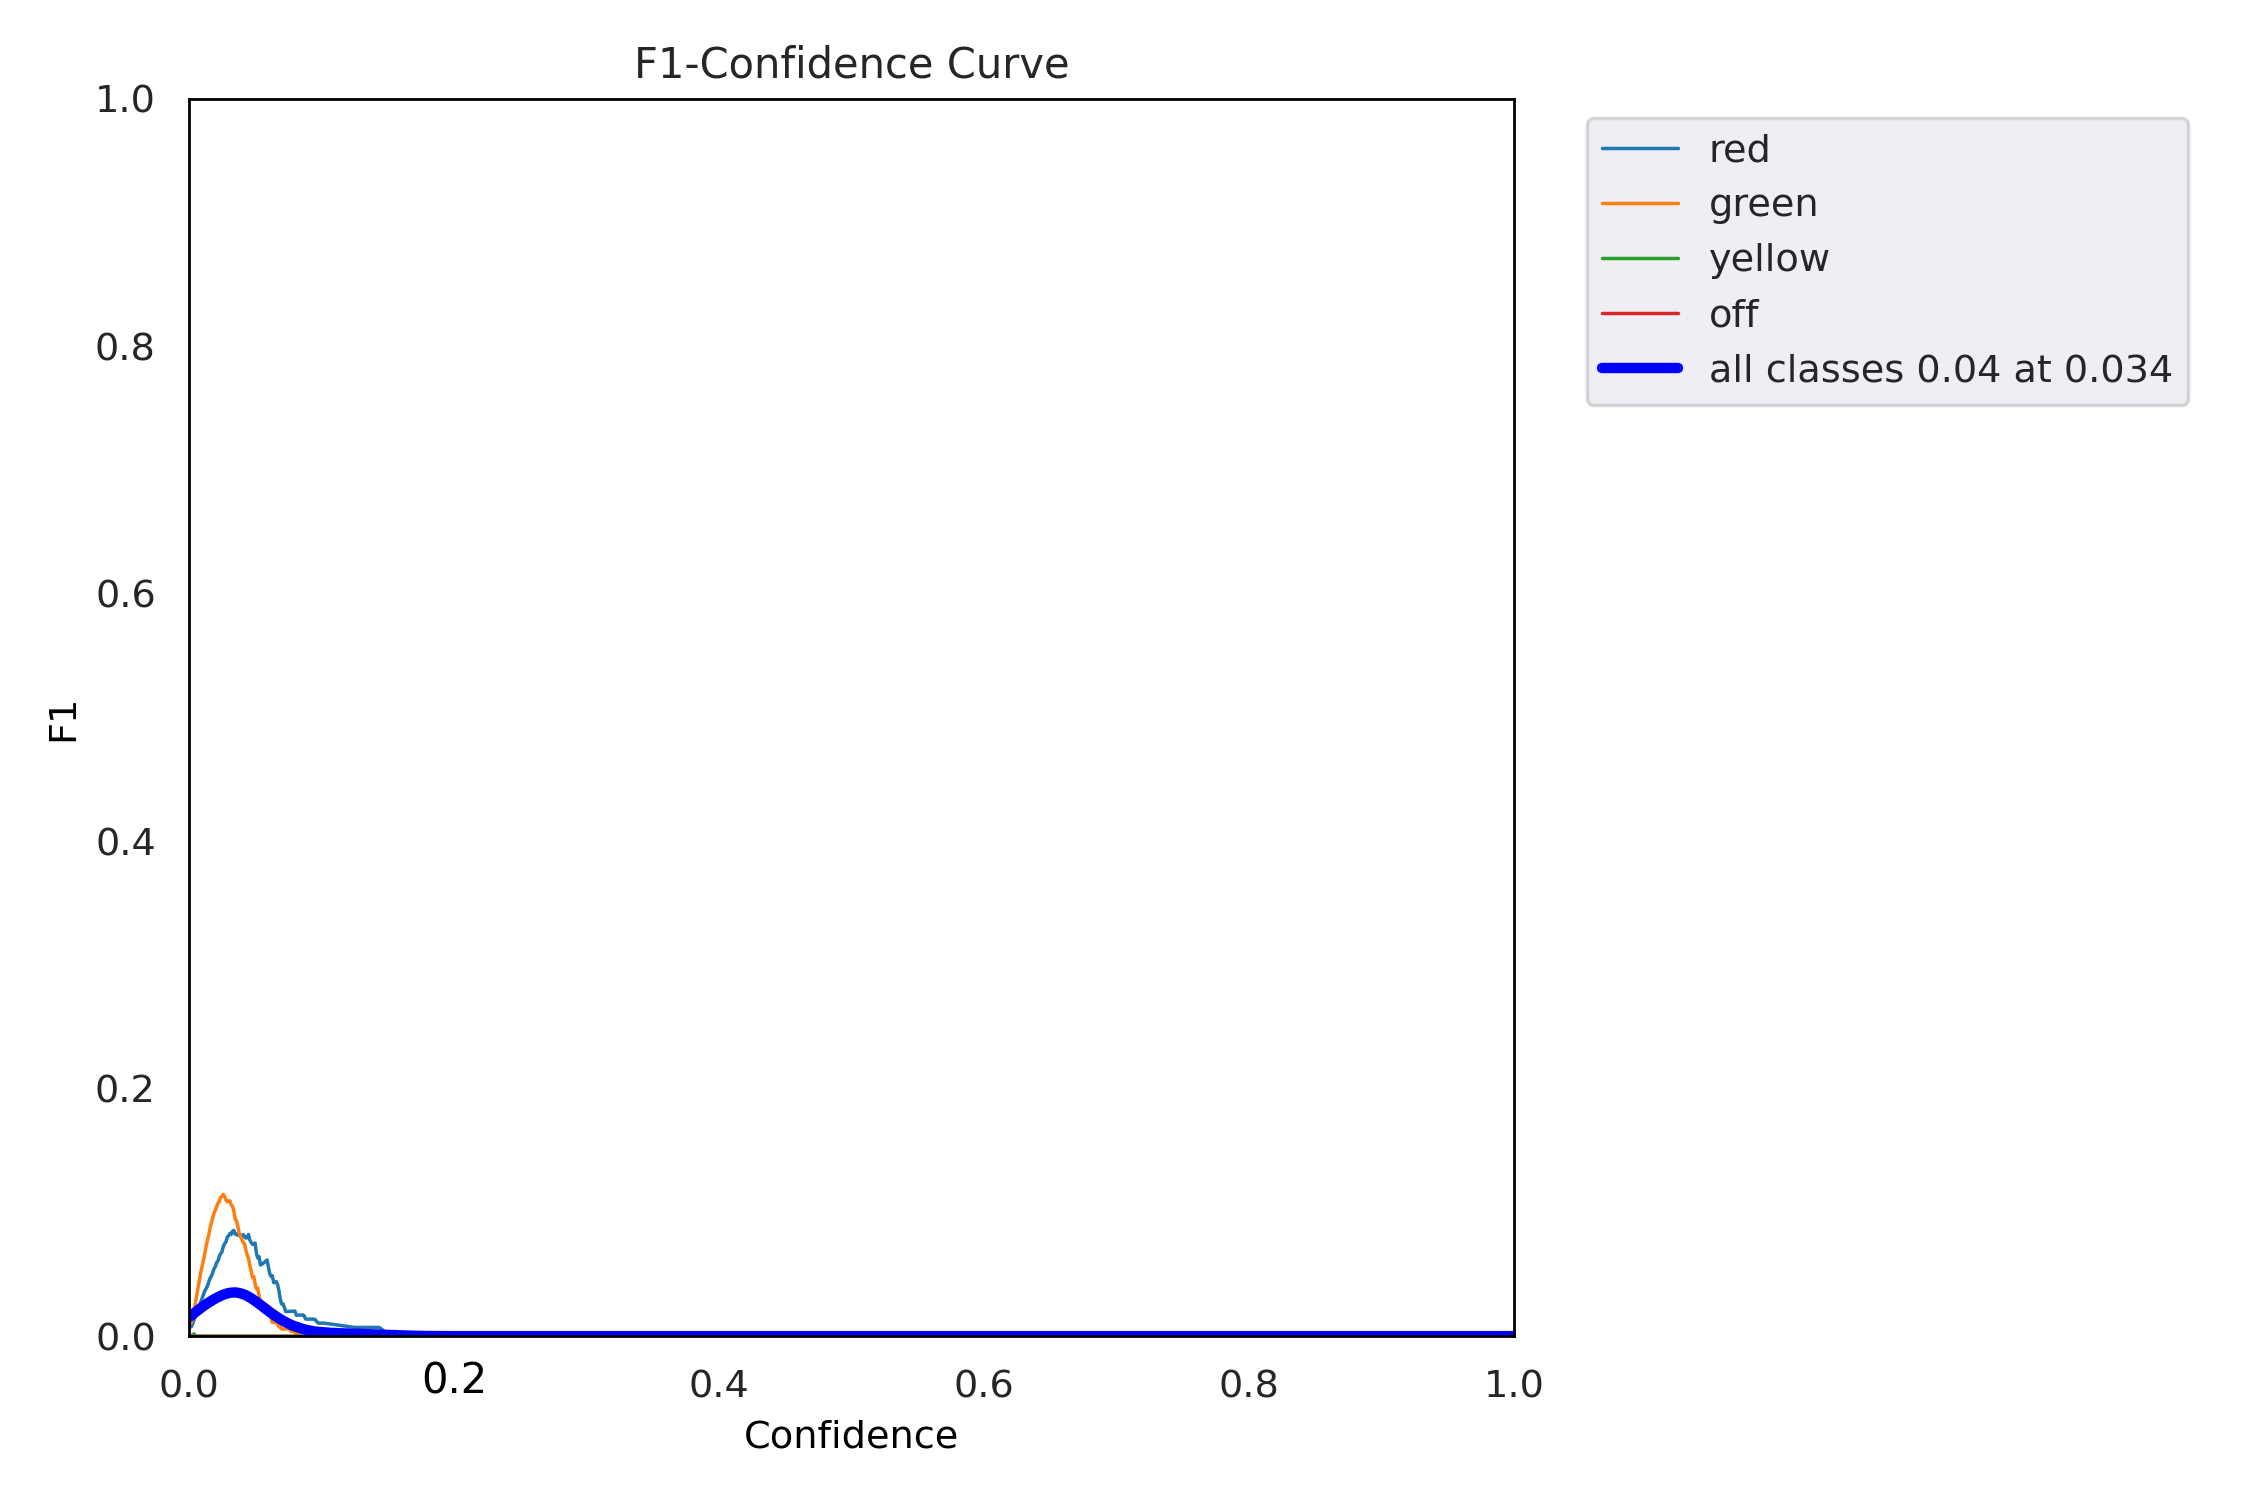 F1-Confidence Curve
1.0
0.8
0.6
0.4
0.2
0.0
F1
0.0 0.2 0.4 0.6 0.8 1.0
Confidence
red
green
yellow
off
all classes 0.04 at 0.034